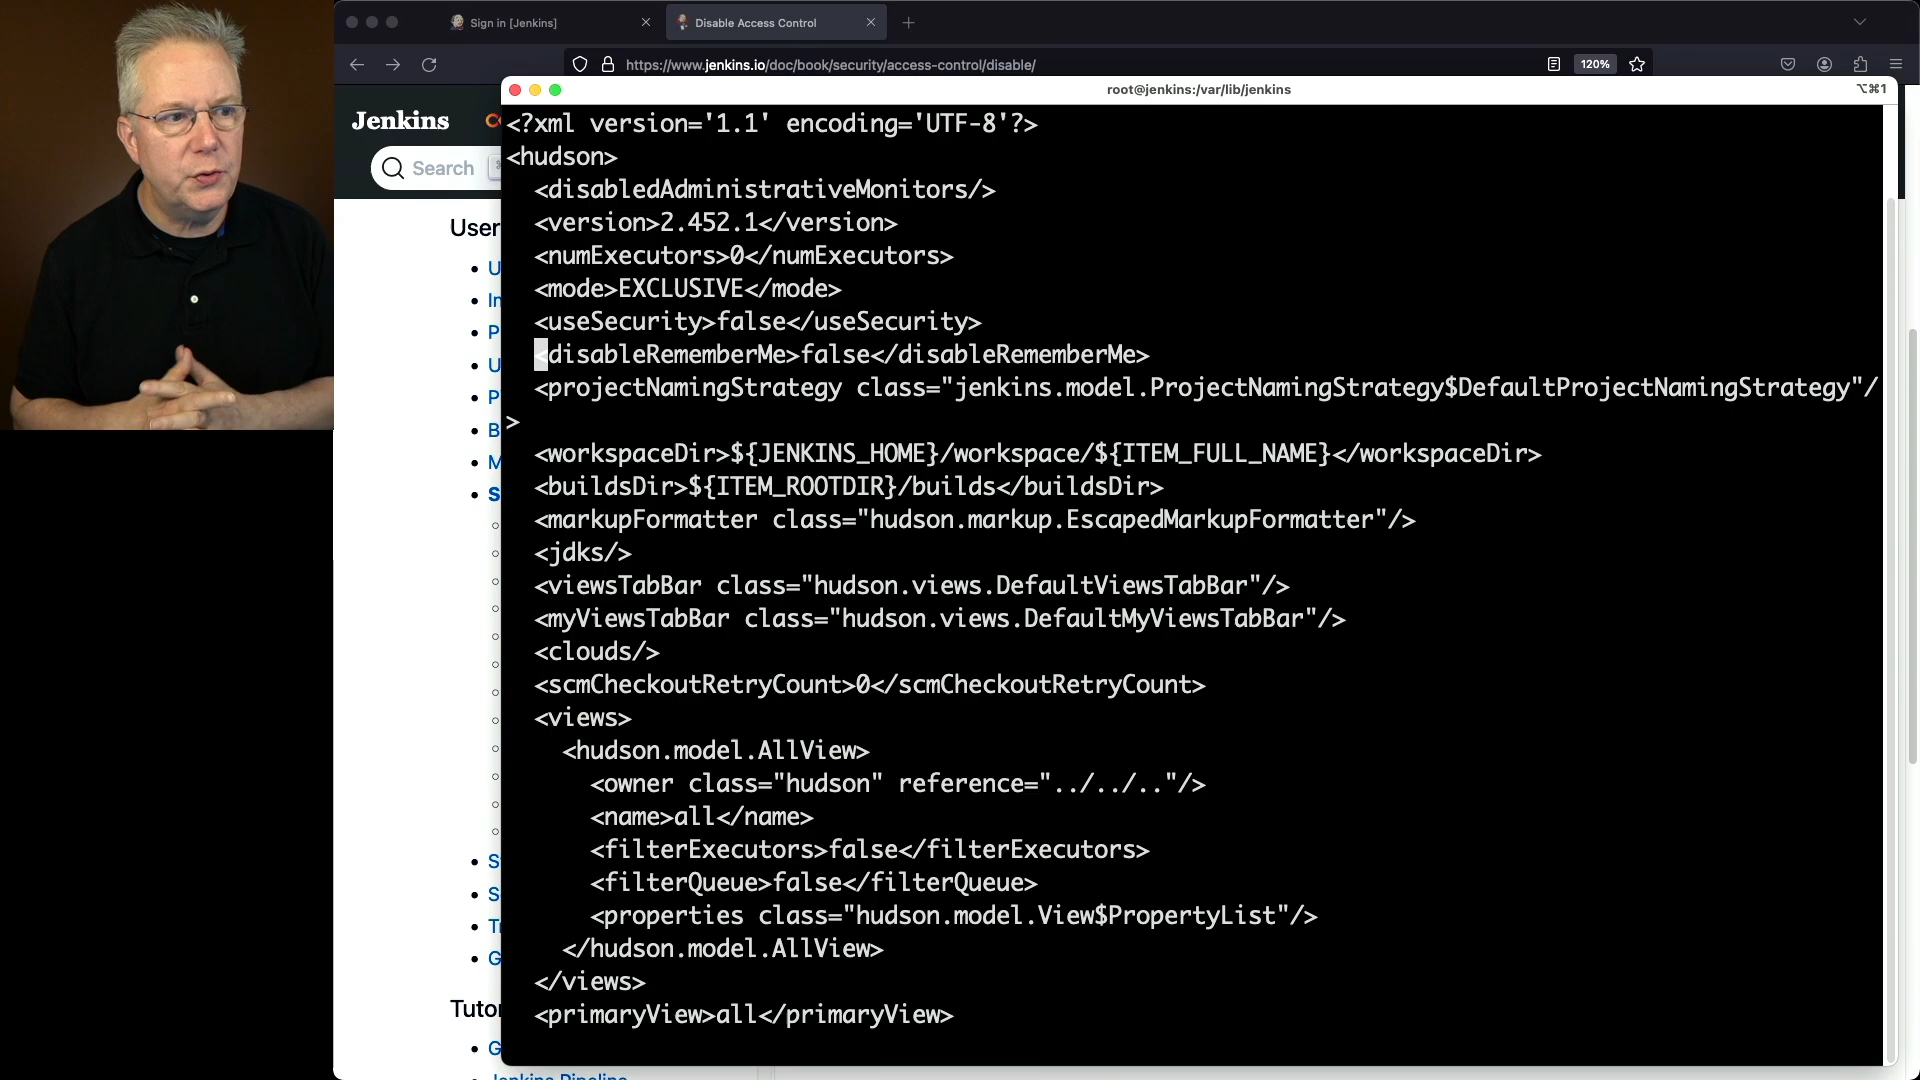 Sign in [Jenkins]
Disable Access Control
https://www.jenkins.io/doc/book/security/access-control/disable/
120%
root@jenkins:/var/lib/jenkins
⌥⌘1
Jenkins
Search
User
<?xml version='1.1' encoding='UTF-8'?>
<hudson>
  <disabledAdministrativeMonitors/>
  <version>2.452.1</version>
  <numExecutors>0</numExecutors>
  <mode>EXCLUSIVE</mode>
  <useSecurity>false</useSecurity>
  <disableRememberMe>false</disableRememberMe>
  <projectNamingStrategy class="jenkins.model.ProjectNamingStrategy$DefaultProjectNamingStrategy"/
>
  <workspaceDir>${JENKINS_HOME}/workspace/${ITEM_FULL_NAME}</workspaceDir>
  <buildsDir>${ITEM_ROOTDIR}/builds</buildsDir>
  <markupFormatter class="hudson.markup.EscapedMarkupFormatter"/>
  <jdks/>
  <viewsTabBar class="hudson.views.DefaultViewsTabBar"/>
  <myViewsTabBar class="hudson.views.DefaultMyViewsTabBar"/>
  <clouds/>
  <scmCheckoutRetryCount>0</scmCheckoutRetryCount>
  <views>
    <hudson.model.AllView>
      <owner class="hudson" reference="../../.."/>
      <name>all</name>
      <filterExecutors>false</filterExecutors>
      <filterQueue>false</filterQueue>
      <properties class="hudson.model.View$PropertyList"/>
    </hudson.model.AllView>
  </views>
  <primaryView>all</primaryView>
Jenkins Pipeline